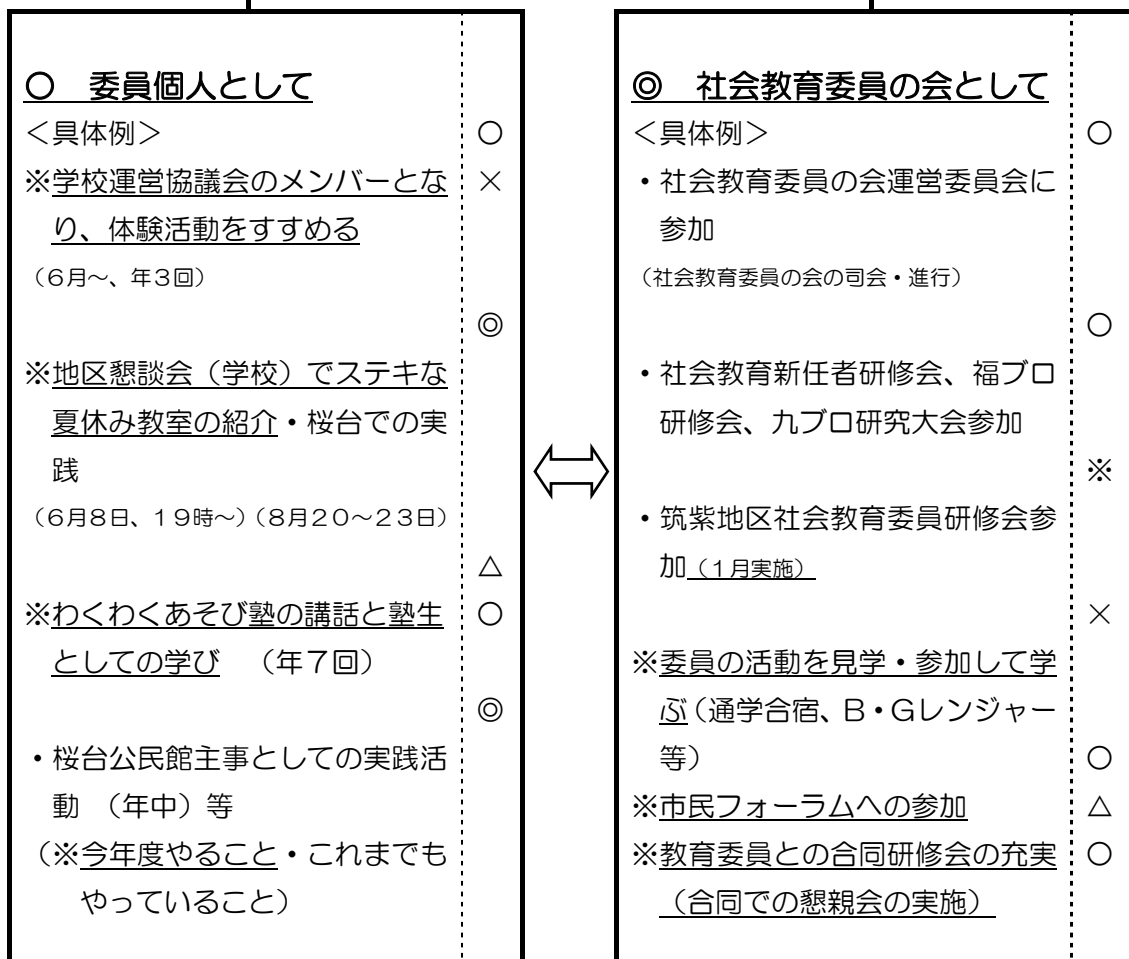 ○　委員個人として
＜具体例＞
○
※学校運営協議会のメンバーとな
×
り、体験活動をすすめる
（６月～、年３回）
◎
※地区懇談会（学校）でステキな
夏休み教室の紹介・桜台での実
践
（６月８日、１９時～）（８月２０～２３日）
△
※わくわくあそび塾の講話と塾生
○
としての学び　（年７回）
◎
・桜台公民館主事としての実践活
動　（年中）等
（※今年度やること・これまでも
やっていること）
◎　社会教育委員の会として
＜具体例＞
○
・社会教育委員の会運営委員会に
参加
（社会教育委員の会の司会・進行）
○
・社会教育新任者研修会、福ブロ
研修会、九ブロ研究大会参加
※
・筑紫地区社会教育委員研修会参
加（１月実施）
×
※委員の活動を見学・参加して学
ぶ（通学合宿、Ｂ・Ｇレンジャー
等）
○
※市民フォーラムへの参加
△
※教育委員との合同研修会の充実
○
（合同での懇親会の実施）